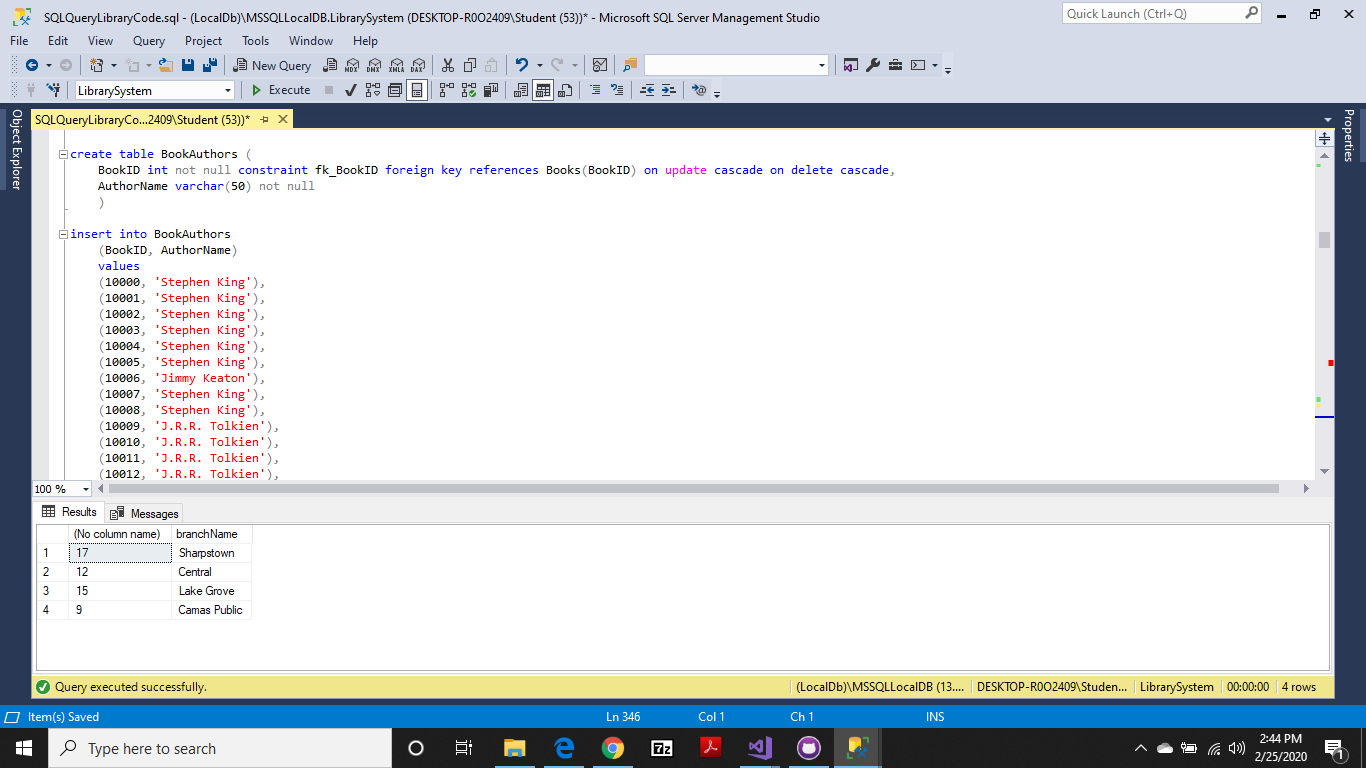 SQLQueryLibraryCode.sql - (LocalDb)\MSSQLLocalDB.LibrarySystem (DESKTOP-R0O2409\Student (53))* - Microsoft SQL Server Management Studio
Quick Launch (Ctrl+Q)
File Edit View Query Project Tools Window Help
New Query MDX DMX XMLA DAX
LibrarySystem Execute
Object Explorer
SQLQueryLibraryCo...2409\Student (53))*
Properties
create table BookAuthors (
BookID int not null constraint fk_BookID foreign key references Books(BookID) on update cascade on delete cascade,
AuthorName varchar(50) not null
)
insert into BookAuthors
(BookID, AuthorName)
values
(10000, 'Stephen King'),
(10001, 'Stephen King'),
(10002, 'Stephen King'),
(10003, 'Stephen King'),
(10004, 'Stephen King'),
(10005, 'Stephen King'),
(10006, 'Jimmy Keaton'),
(10007, 'Stephen King'),
(10008, 'Stephen King'),
(10009, 'J.R.R. Tolkien'),
(10010, 'J.R.R. Tolkien'),
(10011, 'J.R.R. Tolkien'),
(10012, 'J.R.R. Tolkien'),
100 %
Results Messages
(No column name) branchName
1 17 Sharpstown
2 12 Central
3 15 Lake Grove
4 9 Camas Public
Query executed successfully. (LocalDb)\MSSQLLocalDB (13.... DESKTOP-R0O2409\Studen... LibrarySystem 00:00:00 4 rows
Item(s) Saved Ln 346 Col 1 Ch 1 INS
Type here to search
7z
2:44 PM
2/25/2020
1